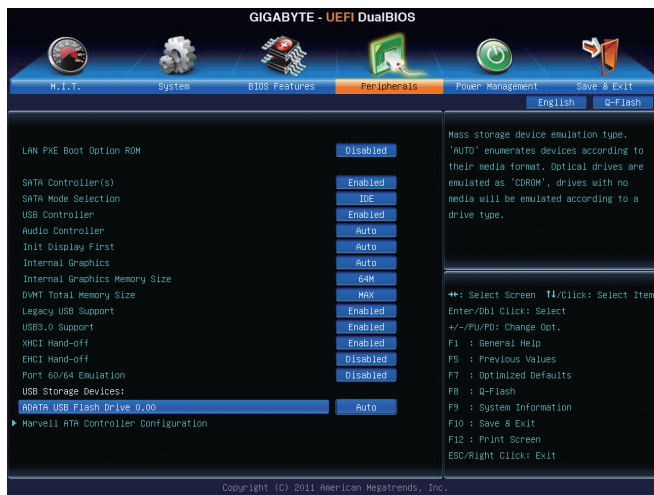 GIGABYTE - UEFI DualBIOS
M.I.T. System BIOS Features Peripherals Power Management Save & Exit
English Q-Flash
LAN PXE Boot Option ROM Disabled
SATA Controller(s) Enabled
SATA Mode Selection IDE
USB Controller Enabled
Audio Controller Auto
Init Display First Auto
Internal Graphics Auto
Internal Graphics Memory Size 64M
DVMT Total Memory Size MAX
Legacy USB Support Enabled
USB3.0 Support Enabled
XHCI Hand-off Enabled
EHCI Hand-off Disabled
Port 60/64 Emulation Disabled
USB Storage Devices:
ADATA USB Flash Drive 0.00 Auto
Marvell ATA Controller Configuration
Mass storage device emulation type.
'AUTO' enumerates devices according to
their media format. Optical drives are
emulated as 'CDROM', drives with no
media will be emulated according to a
drive type.
→←: Select Screen ↑↓/Click: Select Item
Enter/Dbl Click: Select
+/-/PU/PD: Change Opt.
F1 : General Help
F5 : Previous Values
F7 : Optimized Defaults
F8 : Q-Flash
F9 : System Information
F10 : Save & Exit
F12 : Print Screen
ESC/Right Click: Exit
Copyright (C) 2011 American Megatrends, Inc.